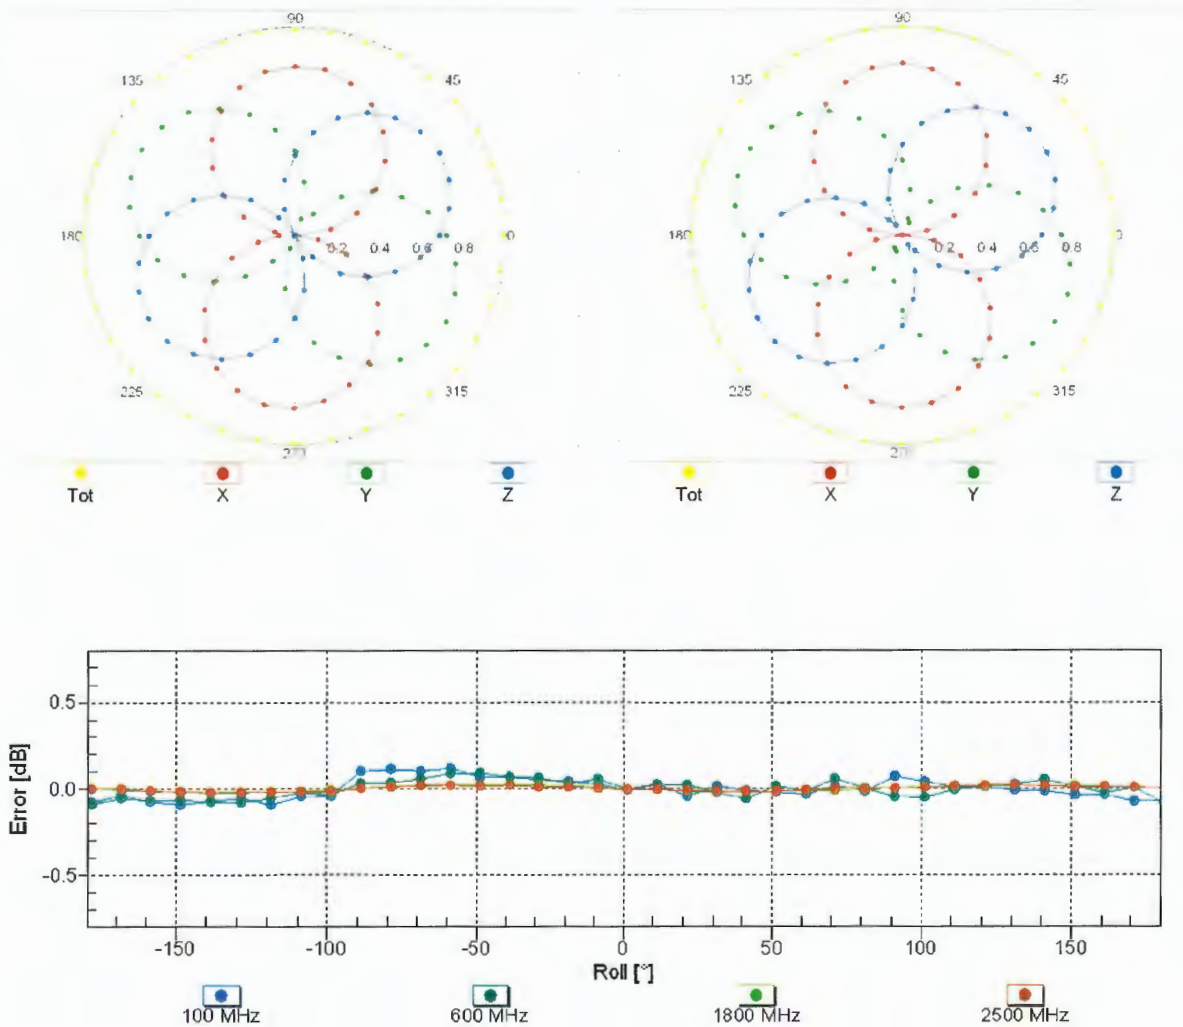 90 90
135 45 135 45
180 0.2 0.4 0.6 0.8 0 180 0.2 0.4 0.6 0.8 0
225 315 225 315
270 270
Tot X Y Z Tot X Y Z
0.5
0.0
-0.5
Error [dB]
-150 -100 -50 0 50 100 150
Roll [°]
100 MHz 600 MHz 1800 MHz 2500 MHz